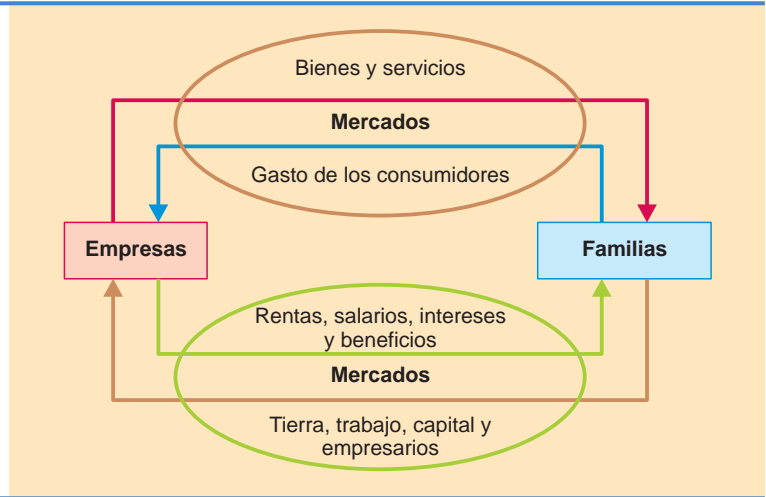 Bienes y servicios
Mercados
Gasto de los consumidores
Empresas
Familias
Rentas, salarios, intereses
y beneficios
Mercados
Tierra, trabajo, capital y
empresarios